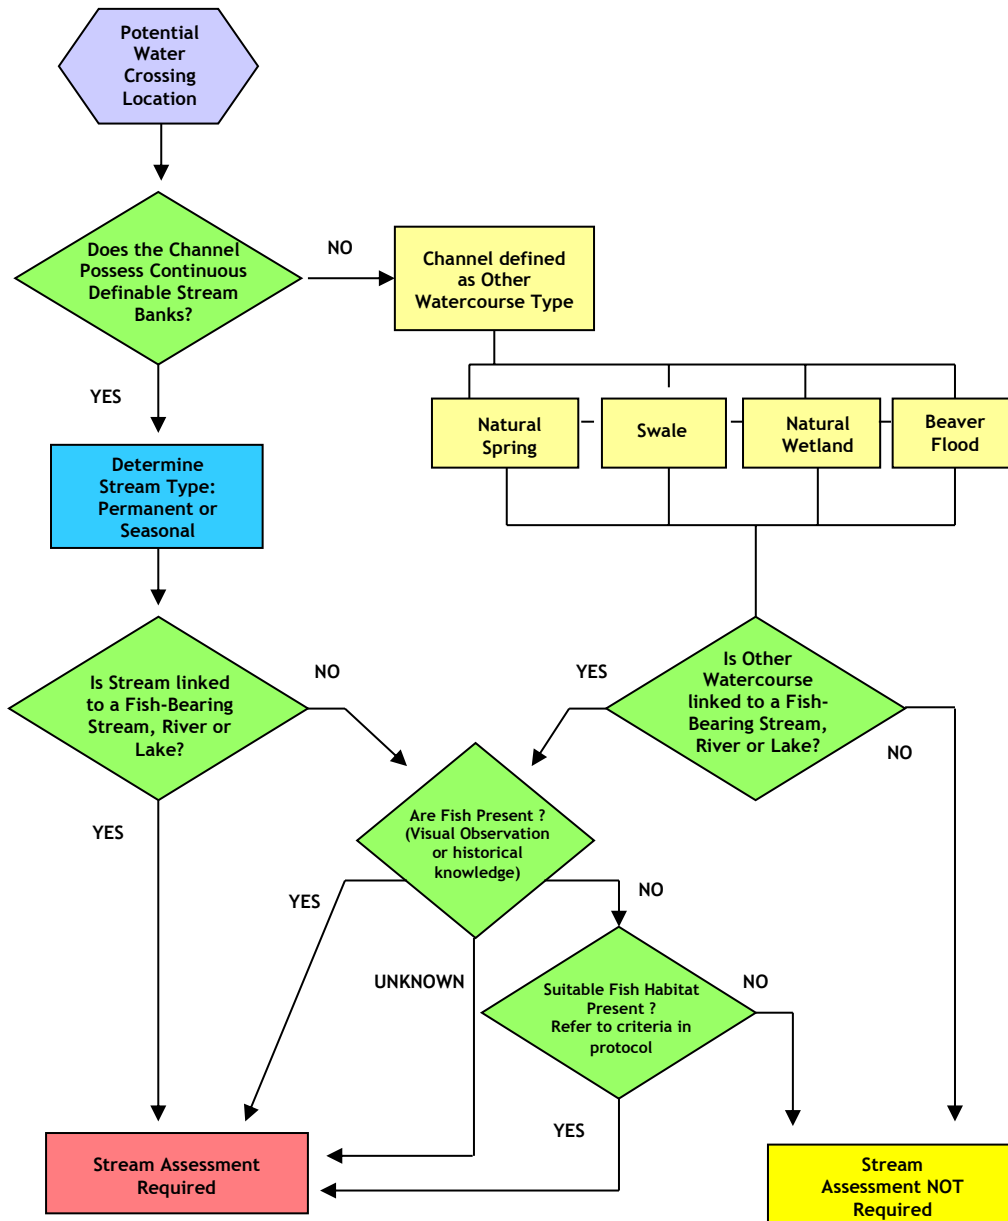 Potential
Water
Crossing
Location
Does the Channel
Possess Continuous
Definable Stream
Banks?
NO
Channel defined
as Other
Watercourse Type
YES
Natural
Spring
Swale
Natural
Wetland
Beaver
Flood
Determine
Stream Type:
Permanent or
Seasonal
Is Stream linked
to a Fish-Bearing
Stream, River or
Lake?
NO
YES
Is Other
Watercourse
linked to a Fish-
Bearing Stream,
River or Lake?
YES
NO
Are Fish Present ?
(Visual Observation
or historical
knowledge)
YES
UNKNOWN
NO
Suitable Fish Habitat
Present ?
Refer to criteria in
protocol
NO
YES
Stream Assessment
Required
Stream
Assessment NOT
Required